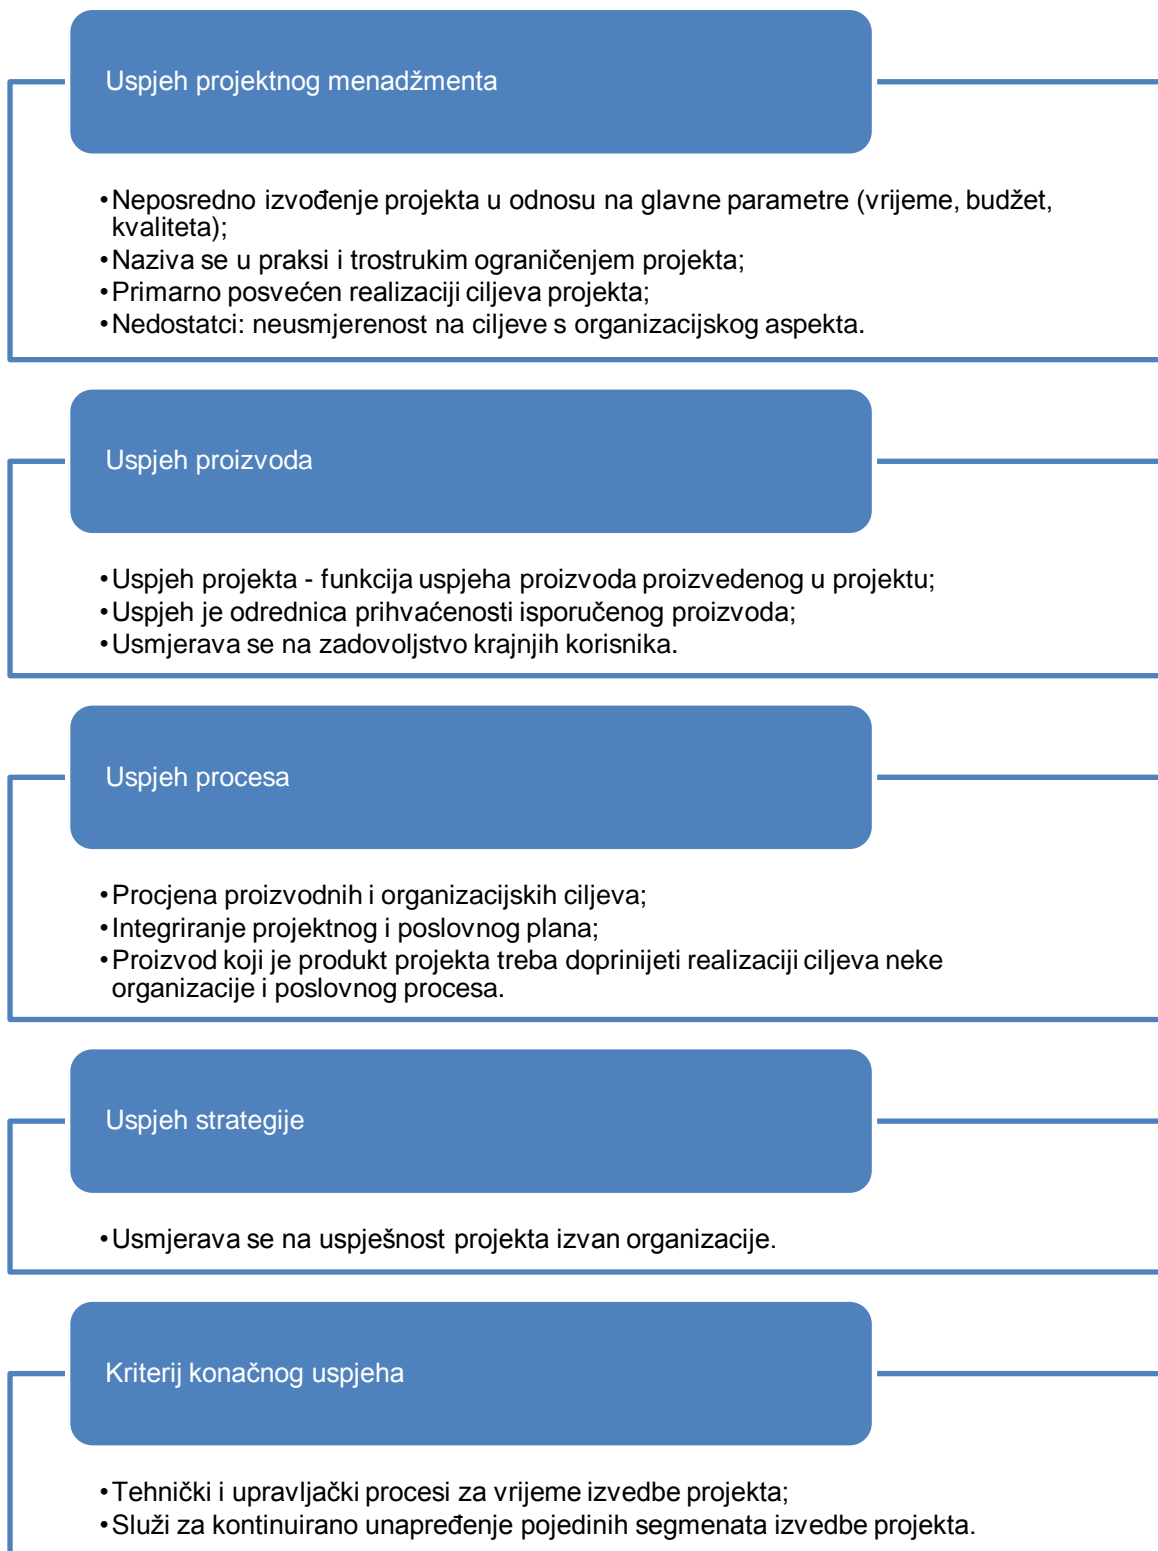 Uspjeh projektnog menadžmenta
•Neposredno izvođenje projekta u odnosu na glavne parametre (vrijeme, budžet,
kvaliteta);
•Naziva se u praksi i trostrukim ograničenjem projekta;
•Primarno posvećen realizaciji ciljeva projekta;
•Nedostatci: neusmjerenost na ciljeve s organizacijskog aspekta.
Uspjeh proizvoda
•Uspjeh projekta - funkcija uspjeha proizvoda proizvedenog u projektu;
•Uspjeh je odrednica prihvaćenosti isporučenog proizvoda;
•Usmjerava se na zadovoljstvo krajnjih korisnika.
Uspjeh procesa
•Procjena proizvodnih i organizacijskih ciljeva;
•Integriranje projektnog i poslovnog plana;
•Proizvod koji je produkt projekta treba doprinijeti realizaciji ciljeva neke
organizacije i poslovnog procesa.
Uspjeh strategije
•Usmjerava se na uspješnost projekta izvan organizacije.
Kriterij konačnog uspjeha
•Tehnički i upravljački procesi za vrijeme izvedbe projekta;
•Služi za kontinuirano unapređenje pojedinih segmenata izvedbe projekta.